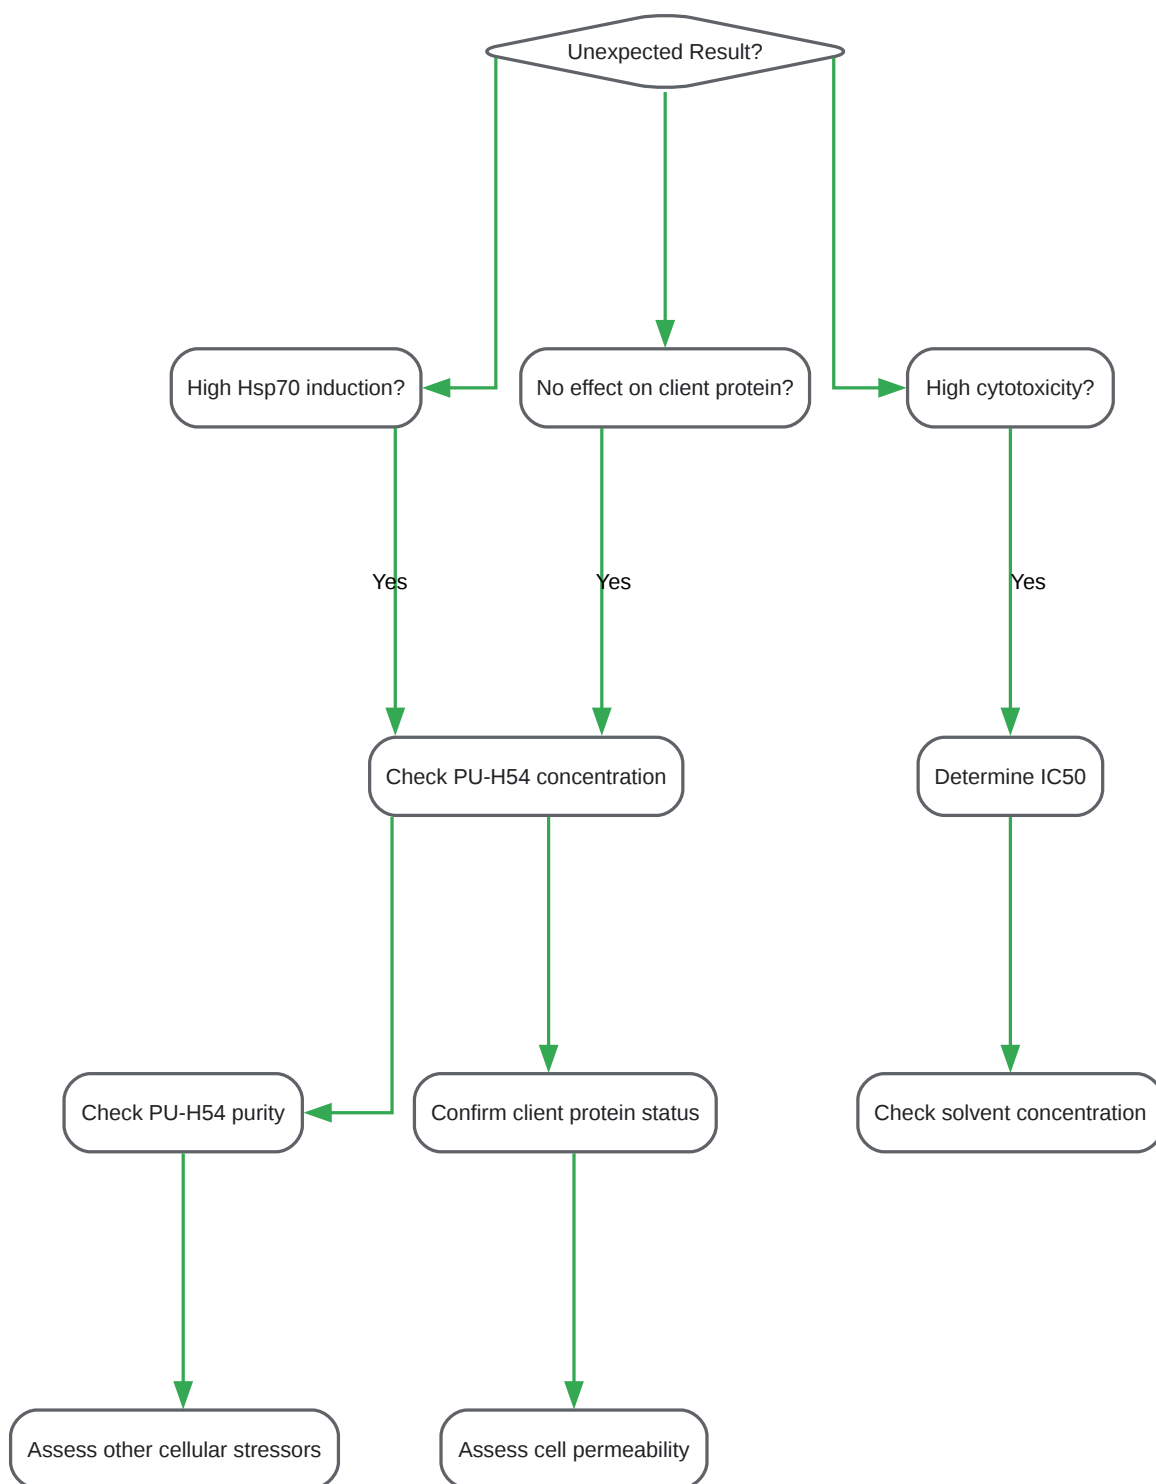 Unexpected Result?
High Hsp70 induction?
No effect on client protein?
High cytotoxicity?
Yes
Yes
Yes
Check PU-H54 concentration
Determine IC50
Check PU-H54 purity
Confirm client protein status
Check solvent concentration
Assess other cellular stressors
Assess cell permeability